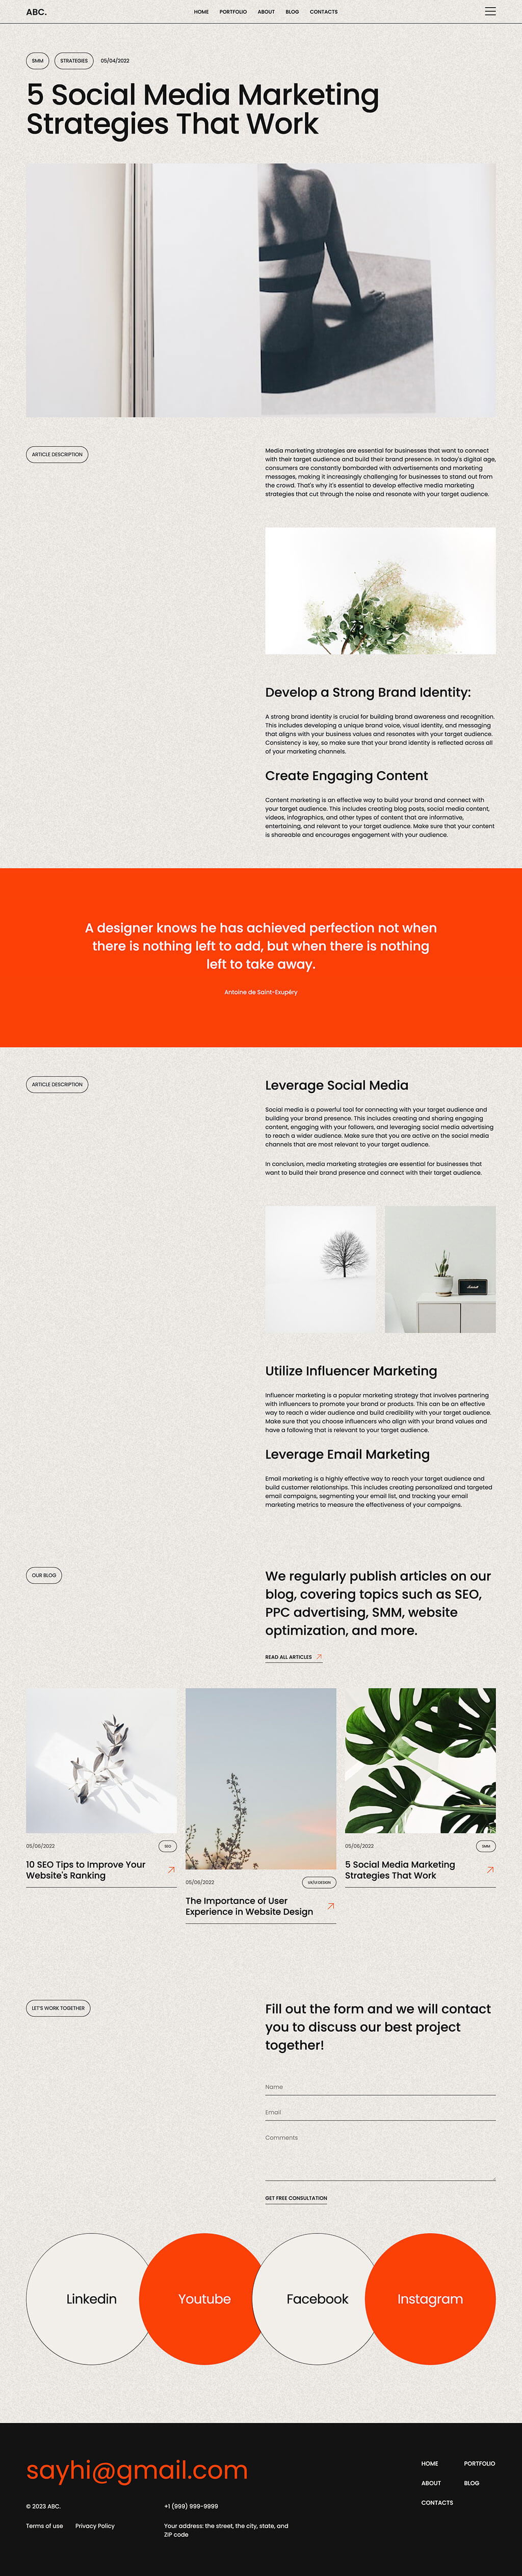 ABC.
HOME PORTFOLIO ABOUT BLOG CONTACTS
SMM STRATEGIES 05/04/2022
5 Social Media Marketing
Strategies That Work
ARTICLE DESCRIPTION
Media marketing strategies are essential for businesses that want to connect
with their target audience and build their brand presence. In today's digital age,
consumers are constantly bombarded with advertisements and marketing
messages, making it increasingly challenging for businesses to stand out from
the crowd. That's why it's essential to develop effective media marketing
strategies that cut through the noise and resonate with your target audience.
Develop a Strong Brand Identity:
A strong brand identity is crucial for building brand awareness and recognition.
This includes developing a unique brand voice, visual identity, and messaging
that aligns with your business values and resonates with your target audience.
Consistency is key, so make sure that your brand identity is reflected across all
of your marketing channels.
Create Engaging Content
Content marketing is an effective way to build your brand and connect with
your target audience. This includes creating blog posts, social media content,
videos, infographics, and other types of content that are informative,
entertaining, and relevant to your target audience. Make sure that your content
is shareable and encourages engagement with your audience.
A designer knows he has achieved perfection not when
there is nothing left to add, but when there is nothing
left to take away.
Antoine de Saint-Exupéry
ARTICLE DESCRIPTION
Leverage Social Media
Social media is a powerful tool for connecting with your target audience and
building your brand presence. This includes creating and sharing engaging
content, engaging with your followers, and leveraging social media advertising
to reach a wider audience. Make sure that you are active on the social media
channels that are most relevant to your target audience.
In conclusion, media marketing strategies are essential for businesses that
want to build their brand presence and connect with their target audience.
Marshall
Utilize Influencer Marketing
Influencer marketing is a popular marketing strategy that involves partnering
with influencers to promote your brand or products. This can be an effective
way to reach a wider audience and build credibility with your target audience.
Make sure that you choose influencers who align with your brand values and
have a following that is relevant to your target audience.
Leverage Email Marketing
Email marketing is a highly effective way to reach your target audience and
build customer relationships. This includes creating personalized and targeted
email campaigns, segmenting your email list, and tracking your email
marketing metrics to measure the effectiveness of your campaigns.
OUR BLOG
We regularly publish articles on our
blog, covering topics such as SEO,
PPC advertising, SMM, website
optimization, and more.
READ ALL ARTICLES
05/06/2022 SEO
10 SEO Tips to Improve Your
Website's Ranking
05/06/2022 UX/UI DESIGN
The Importance of User
Experience in Website Design
05/06/2022 SMM
5 Social Media Marketing
Strategies That Work
LET'S WORK TOGETHER
Fill out the form and we will contact
you to discuss our best project
together!
Name
Email
Comments
GET FREE CONSULTATION
Linkedin Youtube Facebook Instagram
sayhi@gmail.com
© 2023 ABC.
Terms of use Privacy Policy
+1 (999) 999-9999
Your address: the street, the city, state, and
ZIP code
HOME PORTFOLIO
ABOUT BLOG
CONTACTS